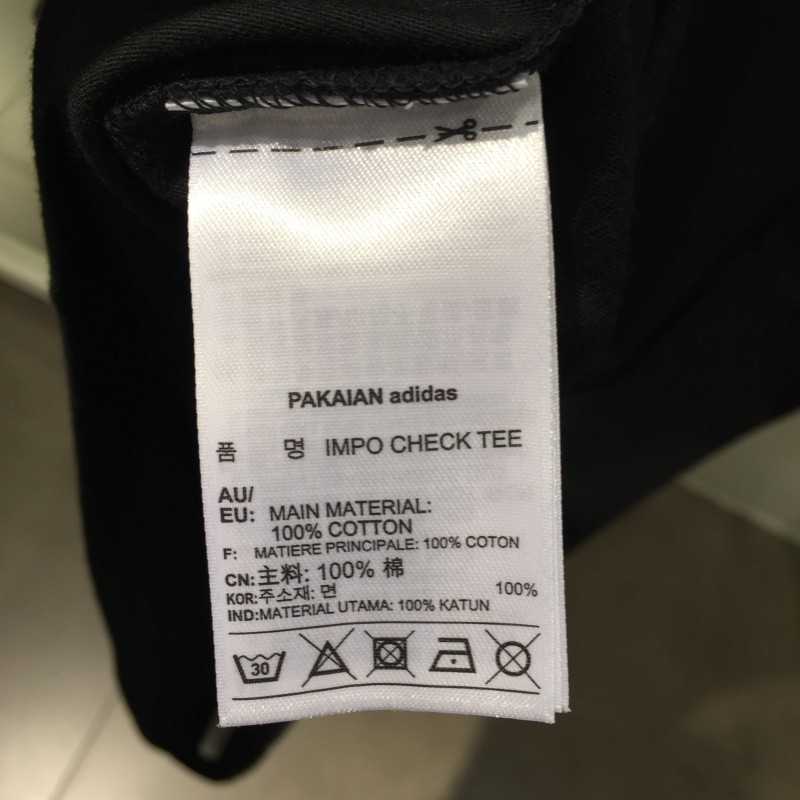 PAKAIAN adidas
품 명 IMPO CHECK TEE
AU/
EU: MAIN MATERIAL:
100% COTTON
F: MATIERE PRINCIPALE: 100% COTON
CN:主料: 100% 棉
KOR:주소재: 면 100%
IND:MATERIAL UTAMA: 100% KATUN
30